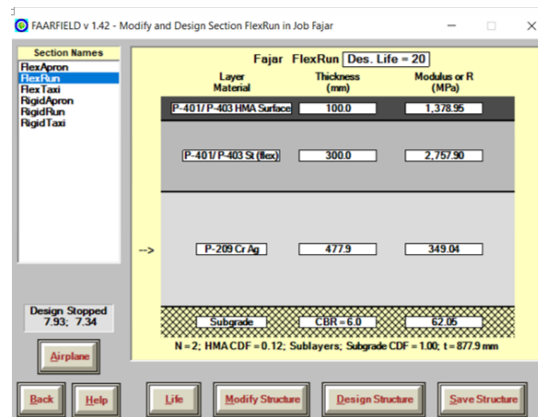 FAARFIELD v 1.42 - Modify and Design Section FlexRun in Job Fajar
Section Names
FlexApron
FlexRun
FlexTaxi
RigidApron
RigidRun
RigidTaxi
Fajar FlexRun Des. Life = 20
Layer Material Thickness (mm) Modulus or R (MPa)
P-401/ P-403 HMA Surface 100.0 1,378.95
P-401/ P-403 St (flex) 300.0 2,757.90
--> P-209 Cr Ag 477.9 349.04
Subgrade CBR = 6.0 62.05
N = 2; HMA CDF = 0.12; Sublayers; Subgrade CDF = 1.00; t = 877.9 mm
Design Stopped
7.93; 7.34
Airplane
Back Help Life Modify Structure Design Structure Save Structure